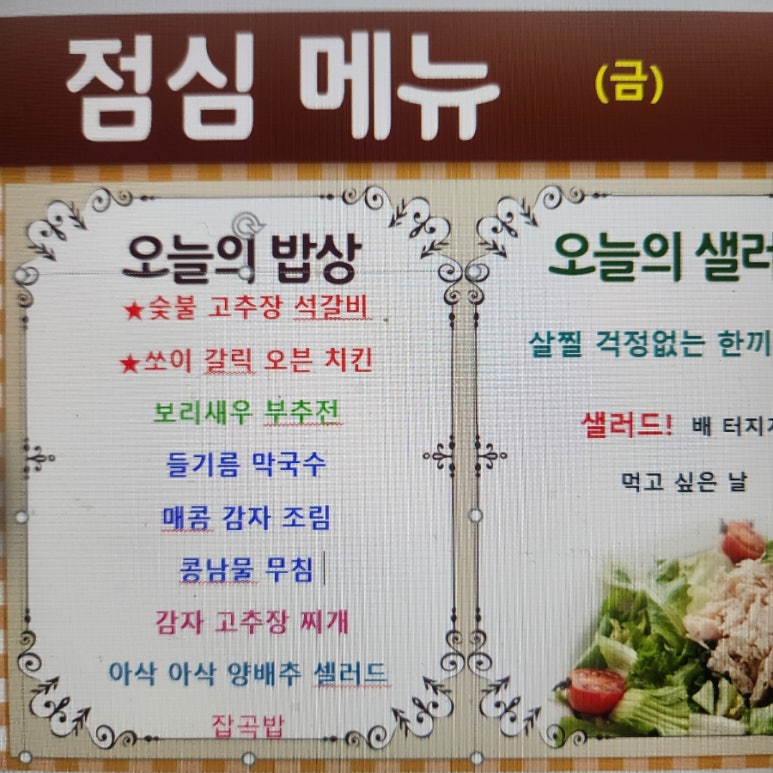 점심 메뉴 (금)
오늘의 밥상
★숯불 고추장 석갈비
★쏘이 갈릭 오븐 치킨
보리새우 부추전
들기름 막국수
매콤 감자 조림
콩남물 무침
감자 고추장 찌개
아삭 아삭 양배추 셀러드
잡곡밥
오늘의 샐러
살찔 걱정없는 한끼
샐러드! 배 터지
먹고 싶은 날